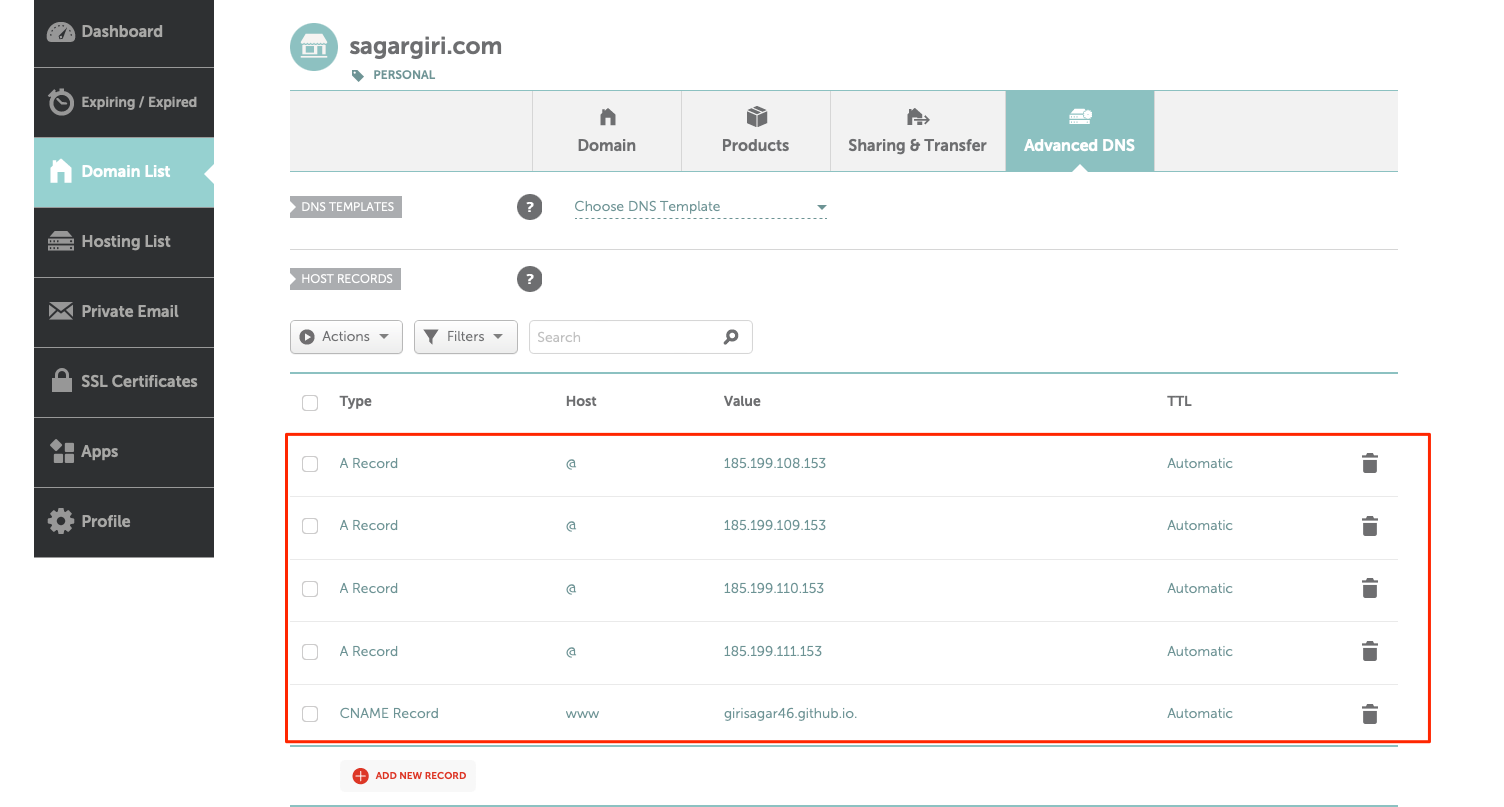 Dashboard
Expiring / Expired
Domain List
Hosting List
Private Email
SSL Certificates
Apps
Profile
sagargiri.com
PERSONAL
Domain
Products
Sharing & Transfer
Advanced DNS
DNS TEMPLATES ? Choose DNS Template
HOST RECORDS ?
Actions Filters Search
Type Host Value TTL
A Record @ 185.199.108.153 Automatic
A Record @ 185.199.109.153 Automatic
A Record @ 185.199.110.153 Automatic
A Record @ 185.199.111.153 Automatic
CNAME Record www girisagar46.github.io. Automatic
ADD NEW RECORD